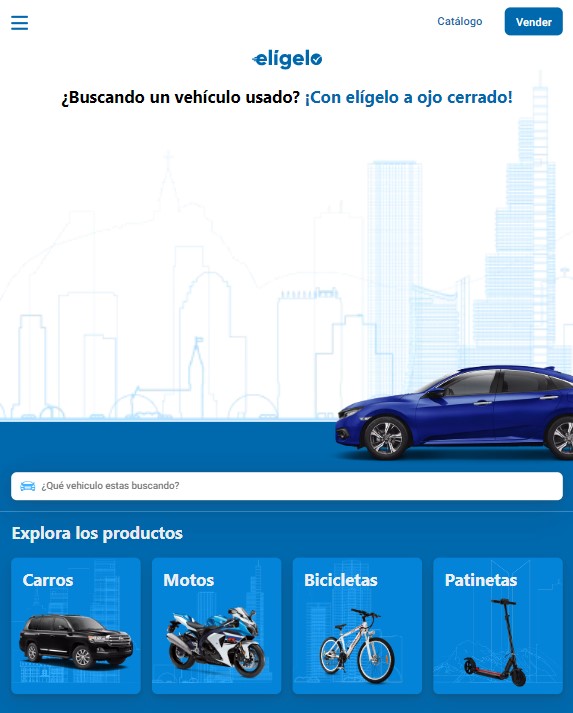 Catálogo
Vender
elígelo
¿Buscando un vehículo usado? ¡Con elígelo a ojo cerrado!
¿Qué vehiculo estas buscando?
Explora los productos
Carros
Motos
Bicicletas
Patinetas